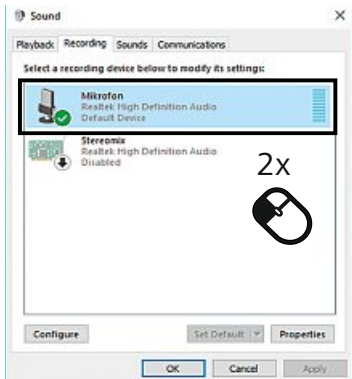 Sound
Playback Recording Sounds Communications
Select a recording device below to modify its settings:
Mikrofon
Realtek High Definition Audio
Default Device
Stereomix
Realtek High Definition Audio
Disabled
2x
Configure Set Default Properties
OK Cancel Apply